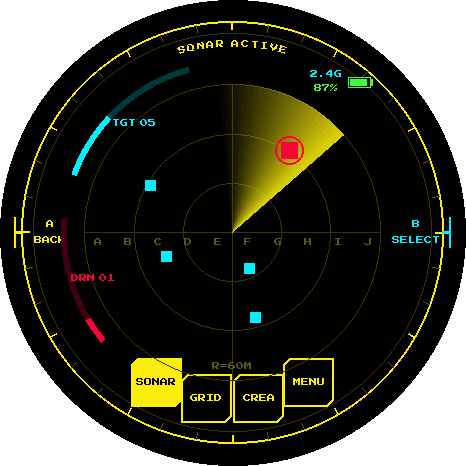 SONAR ACTIVE
2.4G
87%
TGT 05
A
BACK
B
SELECT
A B C D E F G H I J
DRN 01
R=60M
SONAR
GRID
CREA
MENU